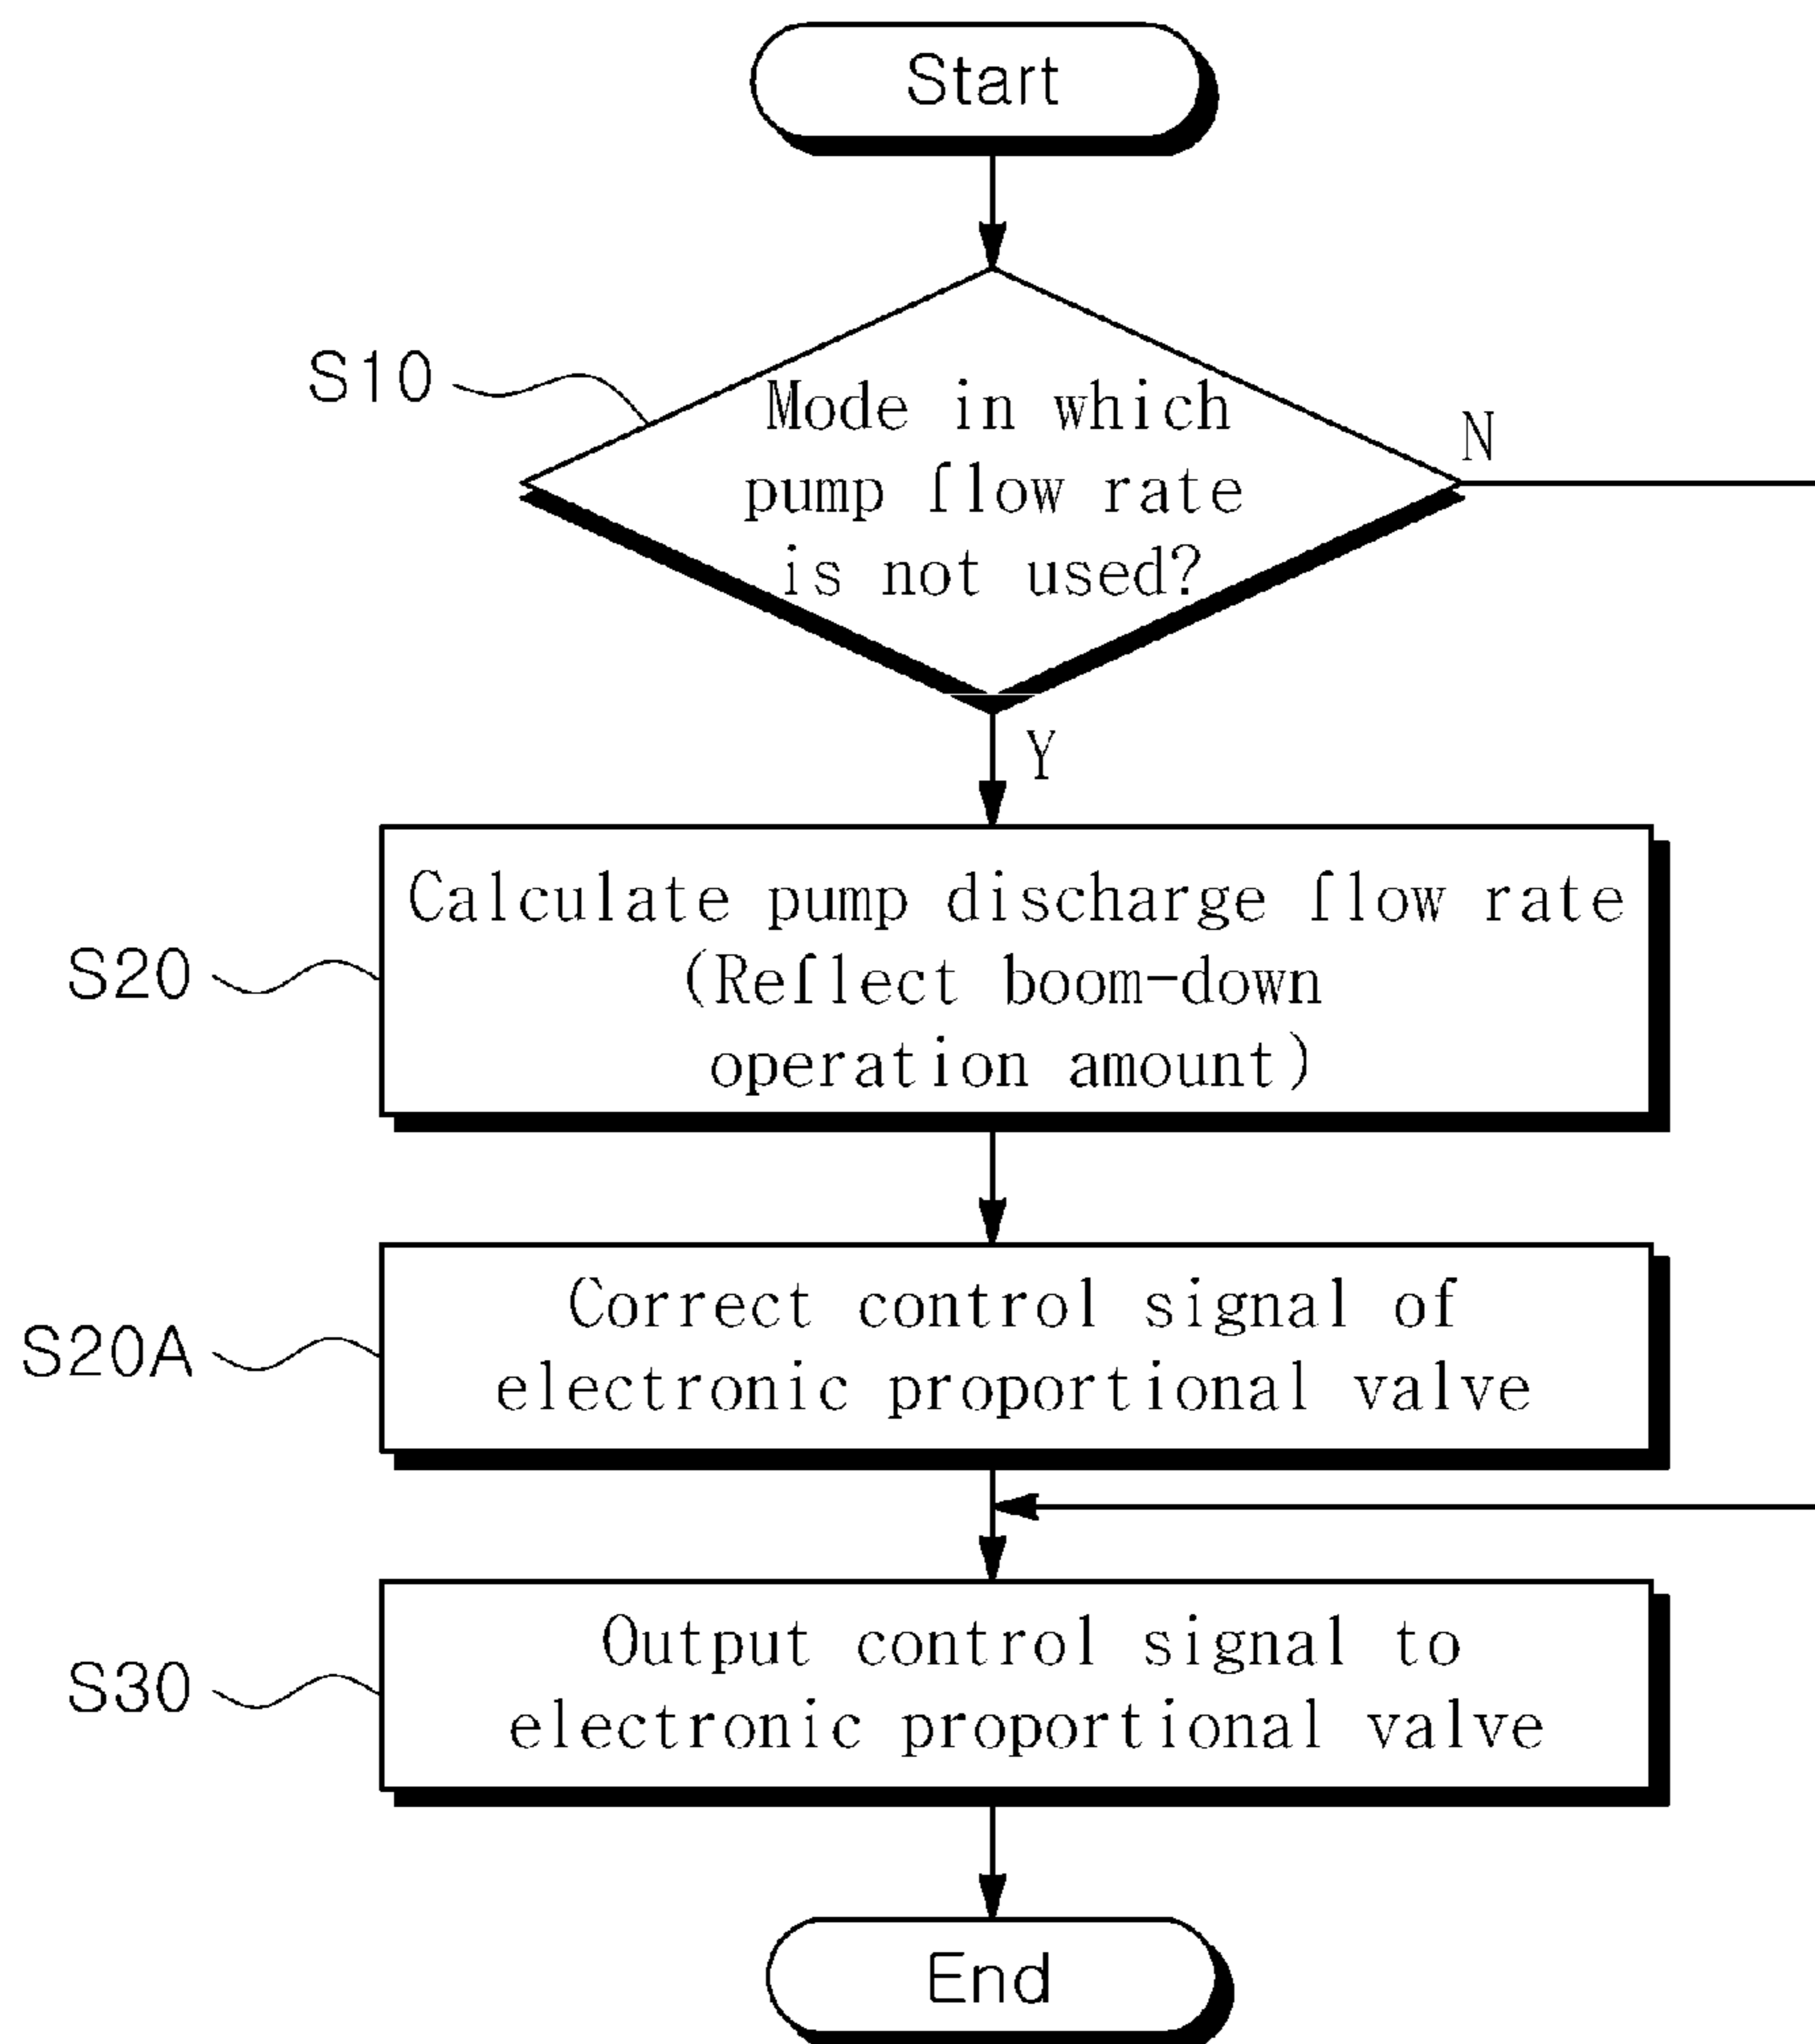 Start
S10
Mode in which
pump flow rate
is not used?
N
Y
S20
Calculate pump discharge flow rate
(Reflect boom-down
operation amount)
S20A
Correct control signal of
electronic proportional valve
S30
Output control signal to
electronic proportional valve
End